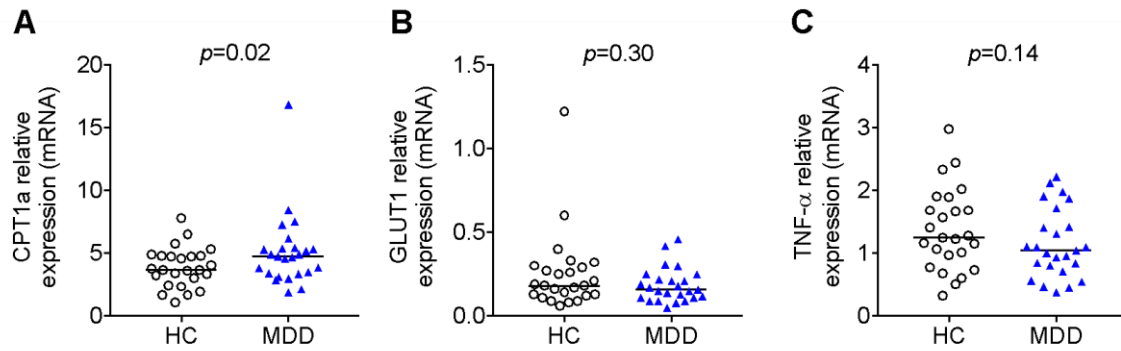 A
p=0.02
CPT1a relative
expression (mRNA)
20
15
10
5
0
HC
MDD
B
p=0.30
GLUT1 relative
expression (mRNA)
1.5
1.0
0.5
0.0
HC
MDD
C
p=0.14
TNF-α relative
expression (mRNA)
4
3
2
1
0
HC
MDD